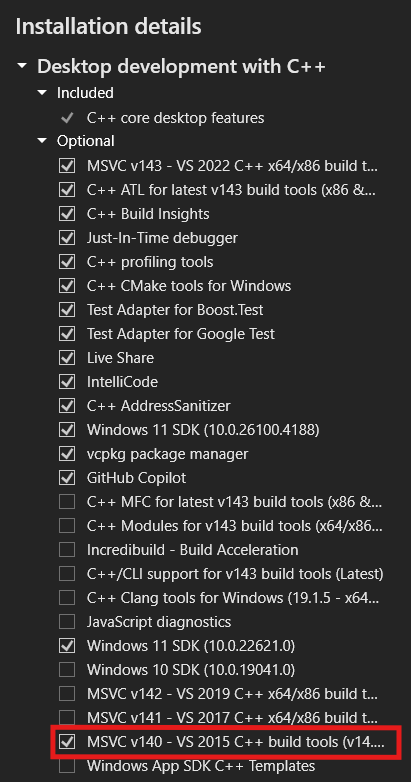 Installation details
Desktop development with C++
Included
C++ core desktop features
Optional
MSVC v143 - VS 2022 C++ x64/x86 build t...
C++ ATL for latest v143 build tools (x86 &...
C++ Build Insights
Just-In-Time debugger
C++ profiling tools
C++ CMake tools for Windows
Test Adapter for Boost.Test
Test Adapter for Google Test
Live Share
IntelliCode
C++ AddressSanitizer
Windows 11 SDK (10.0.26100.4188)
vcpkg package manager
GitHub Copilot
C++ MFC for latest v143 build tools (x86 &...
C++ Modules for v143 build tools (x64/x86...
Incredibuild - Build Acceleration
C++/CLI support for v143 build tools (Latest)
C++ Clang tools for Windows (19.1.5 - x64...
JavaScript diagnostics
Windows 11 SDK (10.0.22621.0)
Windows 10 SDK (10.0.19041.0)
MSVC v142 - VS 2019 C++ x64/x86 build t...
MSVC v141 - VS 2017 C++ x64/x86 build t...
MSVC v140 - VS 2015 C++ build tools (v14....
Windows App SDK C++ Templates